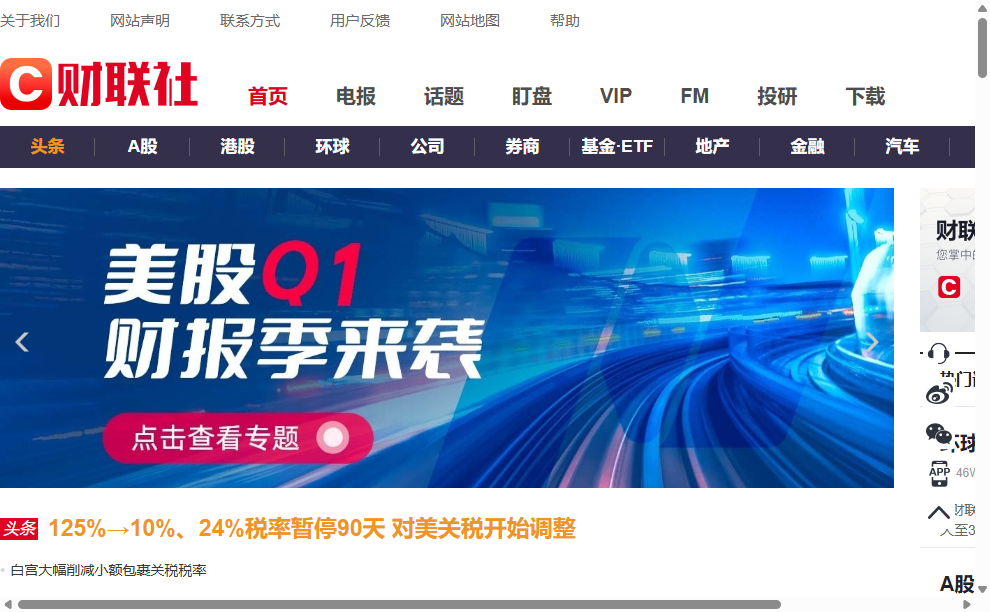 关于我们 网站声明 联系方式 用户反馈 网站地图 帮助
C 财联社 首页 电报 话题 盯盘 VIP FM 投研 下载
头条 A股 港股 环球 公司 券商 基金·ETF 地产 金融 汽车
美股Q1
财报季来袭
点击查看专题
财联
您掌中
C
热门
环球
APP 46W
财联
至3
A股
头条 125%→10%、24%税率暂停90天 对美关税开始调整
白宫大幅削减小额包裹关税税率